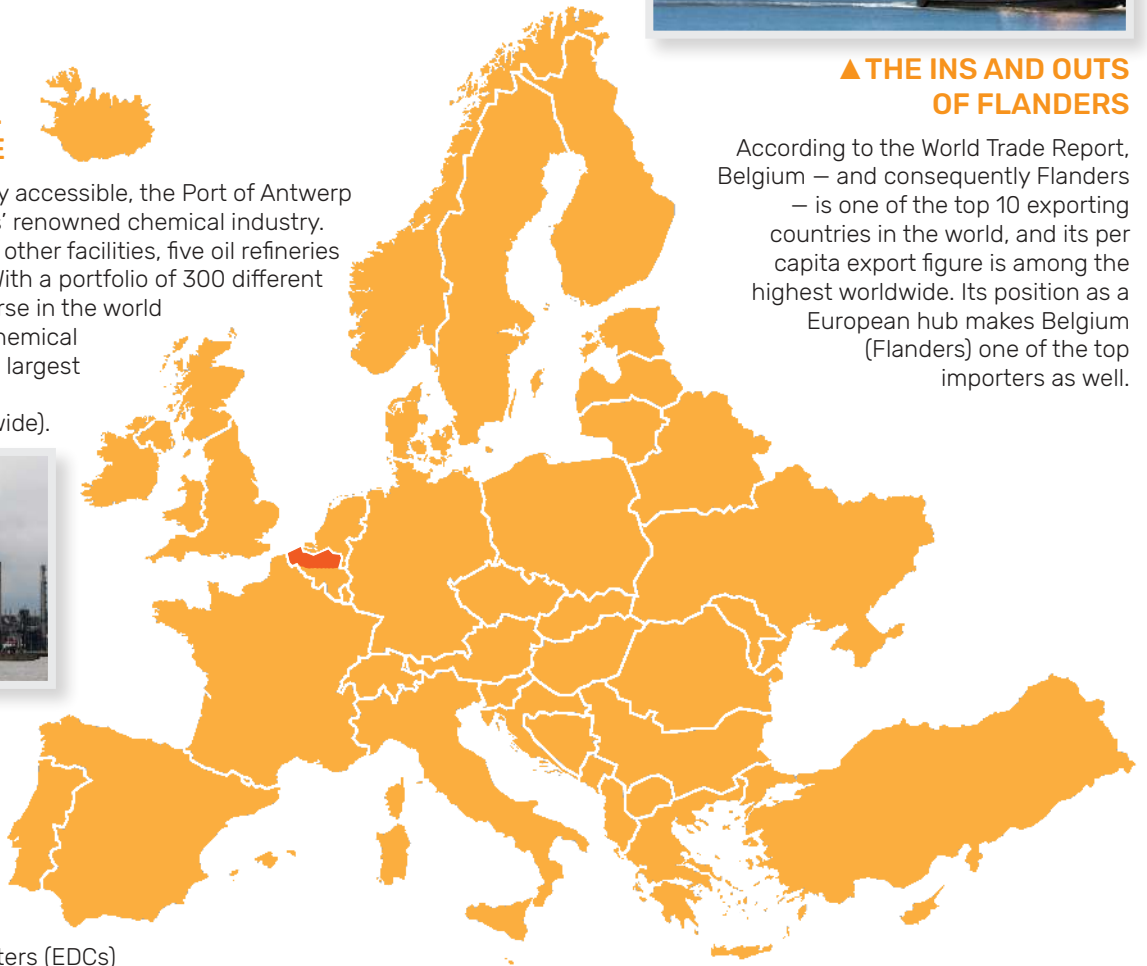 ▲ THE INS AND OUTS
OF FLANDERS
According to the World Trade Report,
Belgium — and consequently Flanders
— is one of the top 10 exporting
countries in the world, and its per
capita export figure is among the
highest worldwide. Its position as a
European hub makes Belgium
(Flanders) one of the top
importers as well.
accessible, the Port of Antwerp
renowned chemical industry.
other facilities, five oil refineries
With a portfolio of 300 different
in the world
largest
(EDCs)